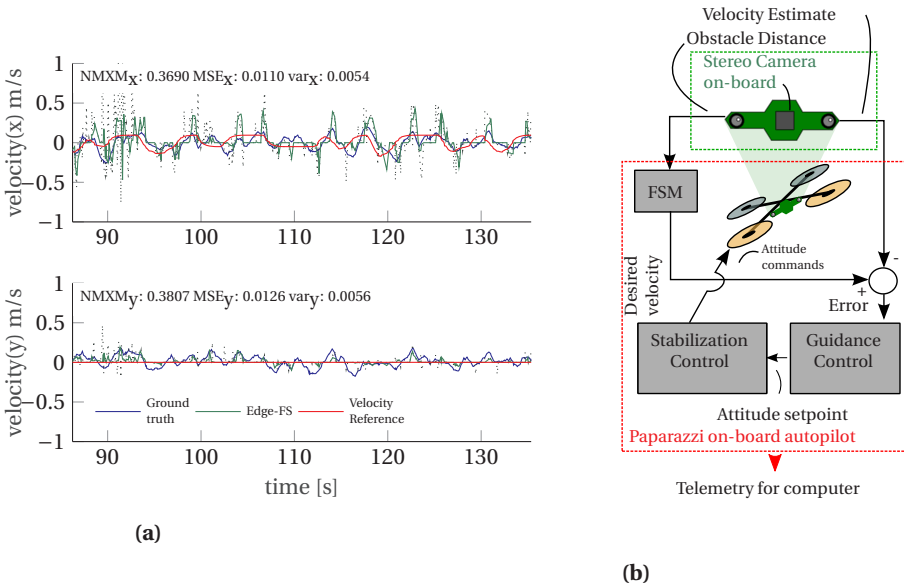 NMXMx: 0.3690 MSEx: 0.0110 varx: 0.0054
velocity(x) m/s
1
0.5
0
−0.5
−1
90
100
110
120
130
NMXMy: 0.3807 MSEy: 0.0126 vary: 0.0056
velocity(y) m/s
1
0.5
0
−0.5
−1
Ground truth
Edge-FS
Velocity Reference
90
100
110
120
130
time [s]
(a)
Velocity Estimate
Obstacle Distance
Stereo Camera
on-board
FSM
Attitude
commands
Desired
velocity
-
+
Error
Stabilization
Control
Guidance
Control
Attitude setpoint
Paparazzi on-board autopilot
Telemetry for computer
(b)